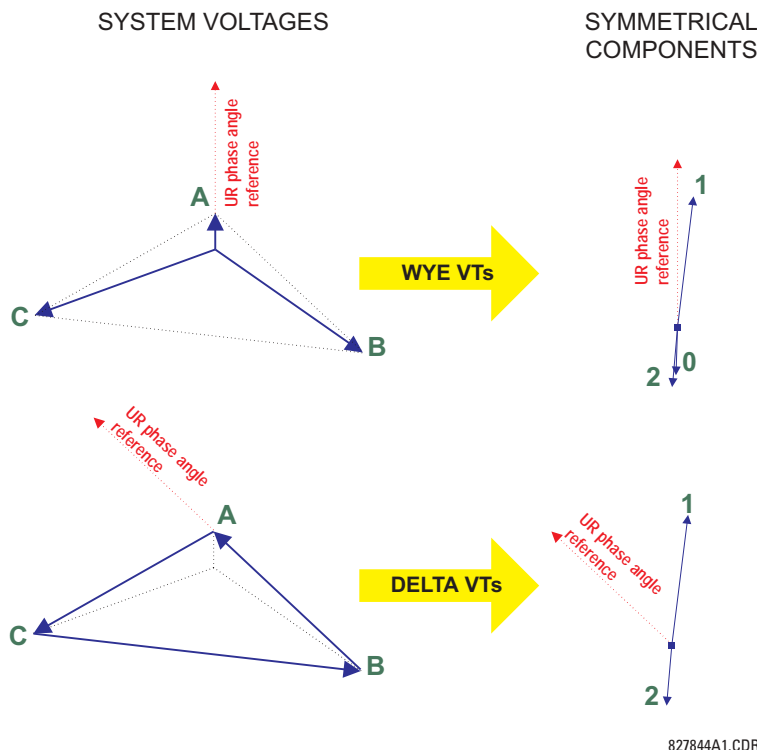 SYSTEM VOLTAGES
SYMMETRICAL
COMPONENTS
UR phase angle
reference
A
C
B
WYE VTs
UR phase angle
reference
1
2
0
UR phase angle
reference
A
C
B
DELTA VTs
UR phase angle
reference
1
2
827844A1.CDR